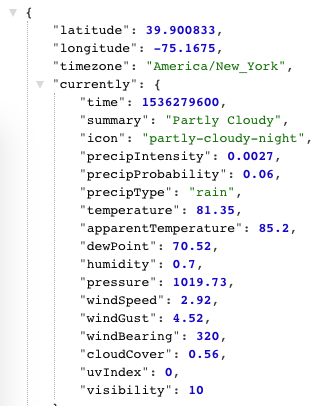 {
"latitude": 39.900833,
"longitude": -75.1675,
"timezone": "America/New_York",
"currently": {
"time": 1536279600,
"summary": "Partly Cloudy",
"icon": "partly-cloudy-night",
"precipIntensity": 0.0027,
"precipProbability": 0.06,
"precipType": "rain",
"temperature": 81.35,
"apparentTemperature": 85.2,
"dewPoint": 70.52,
"humidity": 0.7,
"pressure": 1019.73,
"windSpeed": 2.92,
"windGust": 4.52,
"windBearing": 320,
"cloudCover": 0.56,
"uvIndex": 0,
"visibility": 10